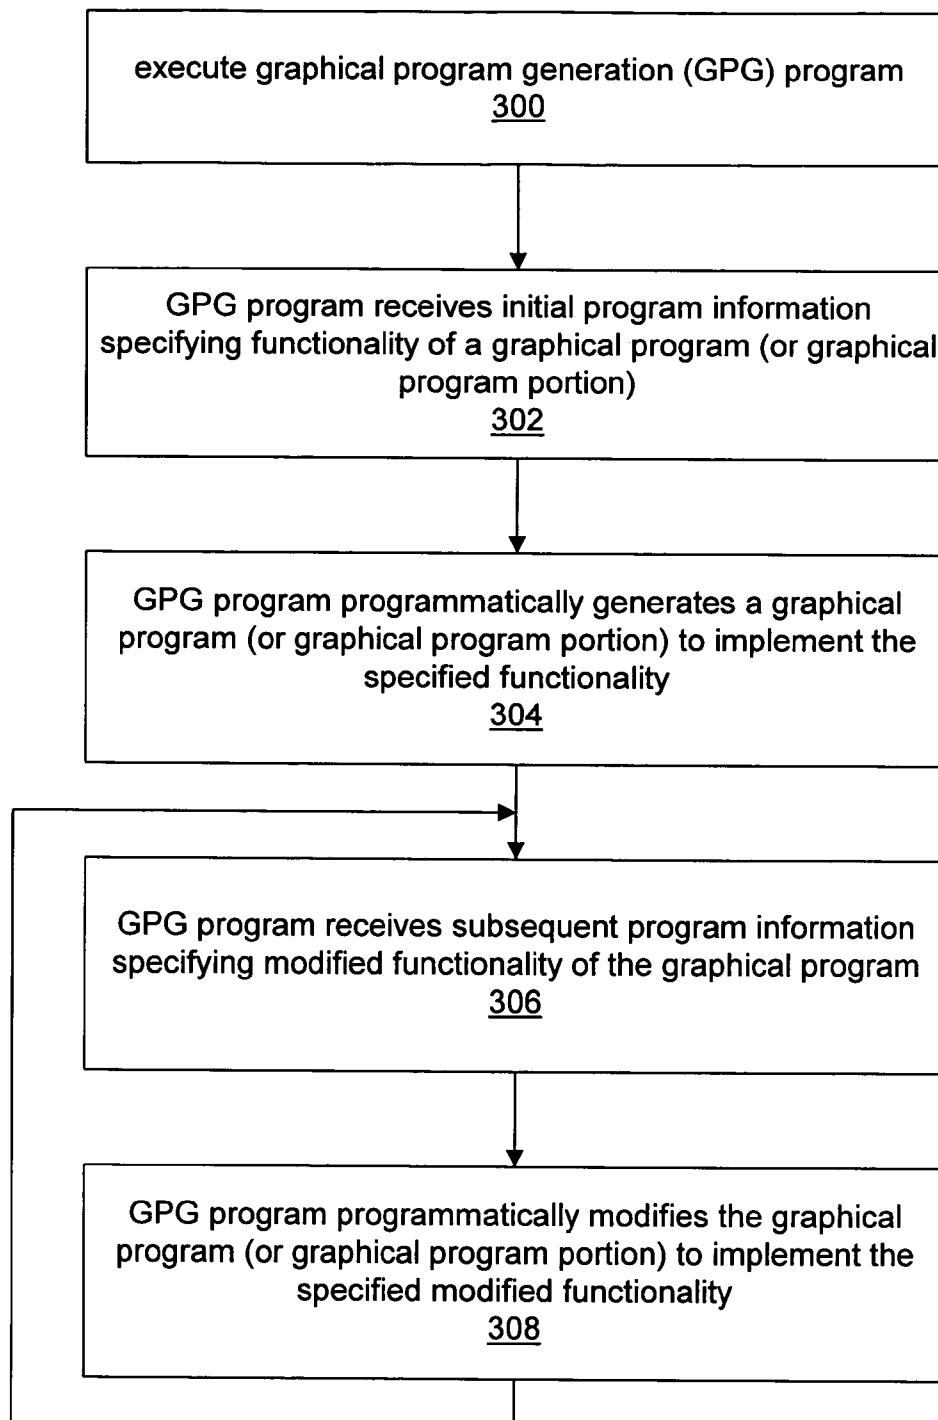 execute graphical program generation (GPG) program
300
GPG program receives initial program information
specifying functionality of a graphical program (or graphical
program portion)
302
GPG program programmatically generates a graphical
program (or graphical program portion) to implement the
specified functionality
304
GPG program receives subsequent program information
specifying modified functionality of the graphical program
306
GPG program programmatically modifies the graphical
program (or graphical program portion) to implement the
specified modified functionality
308